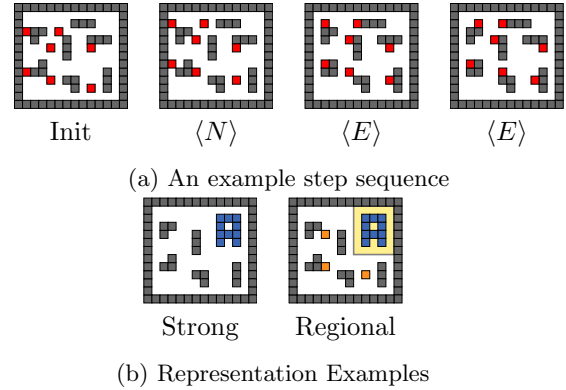 Init ⟨N⟩ ⟨E⟩ ⟨E⟩
(a) An example step sequence
Strong Regional
(b) Representation Examples